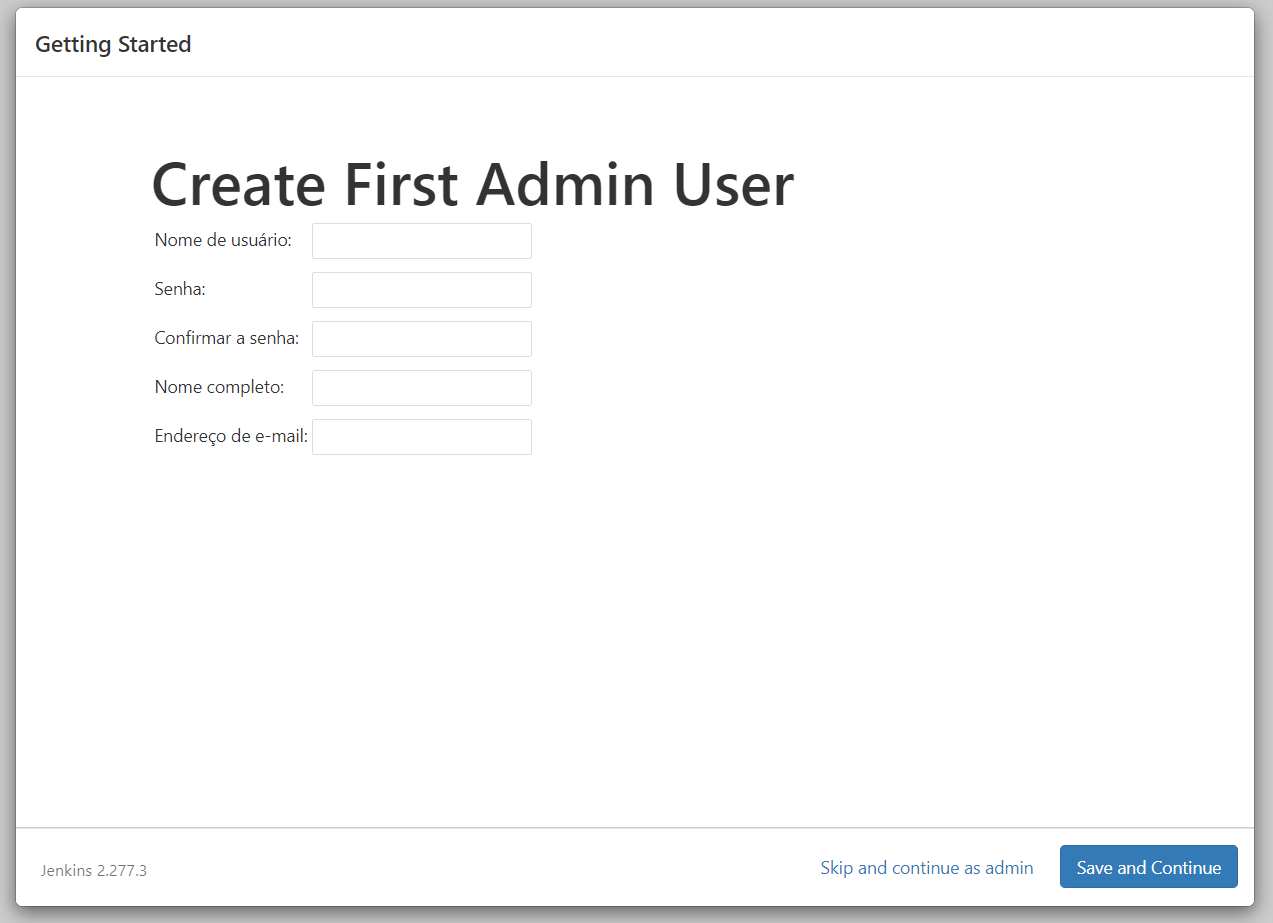 Getting Started
Create First Admin User
Nome de usuário:
Senha:
Confirmar a senha:
Nome completo:
Endereço de e-mail:
Jenkins 2.277.3
Skip and continue as admin
Save and Continue